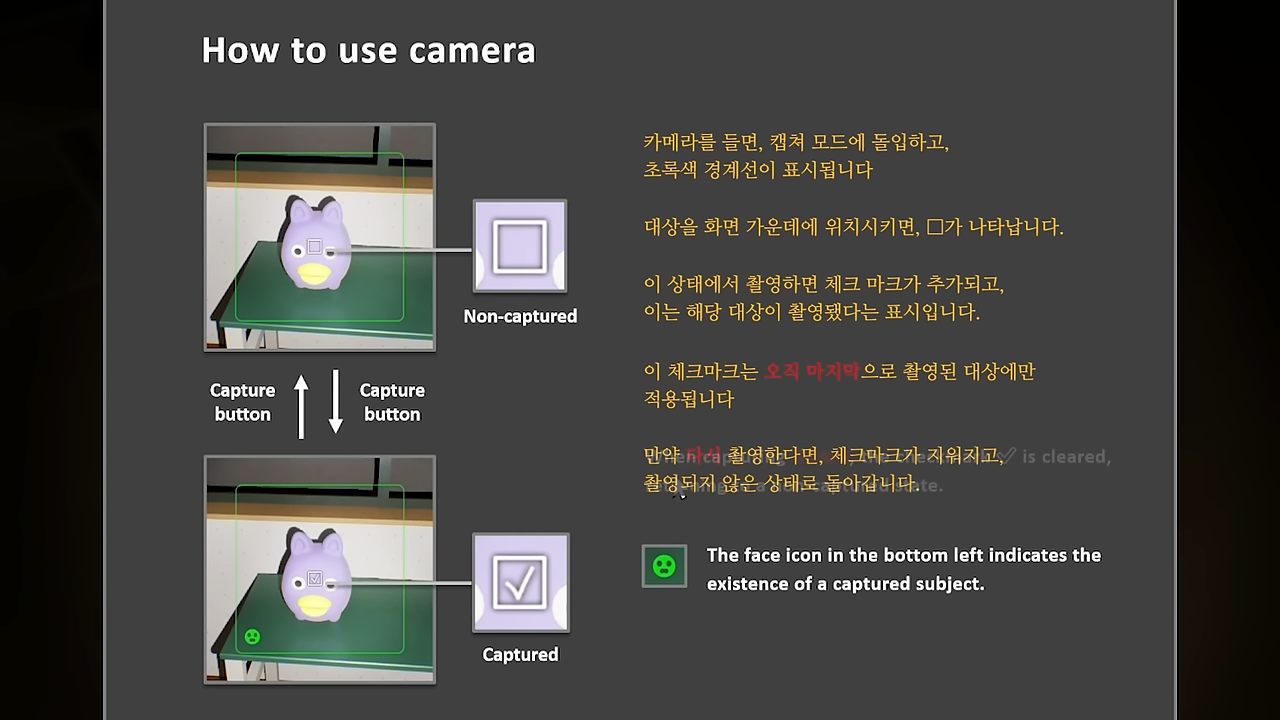 How to use camera
카메라를 들면, 캡쳐 모드에 돌입하고,
초록색 경계선이 표시됩니다
대상을 화면 가운데에 위치시키면, □가 나타납니다.
Non-captured
이 상태에서 촬영하면 체크 마크가 추가되고,
이는 해당 대상이 촬영됐다는 표시입니다.
이 체크마크는 오직 마지막으로 촬영된 대상에만
적용됩니다
Capture
button
Capture
button
만약 다시 촬영한다면, 체크마크가 지워지고,
is cleared,
촬영되지 않은 상태로 돌아갑니다.
state.
The face icon in the bottom left indicates the
existence of a captured subject.
Captured